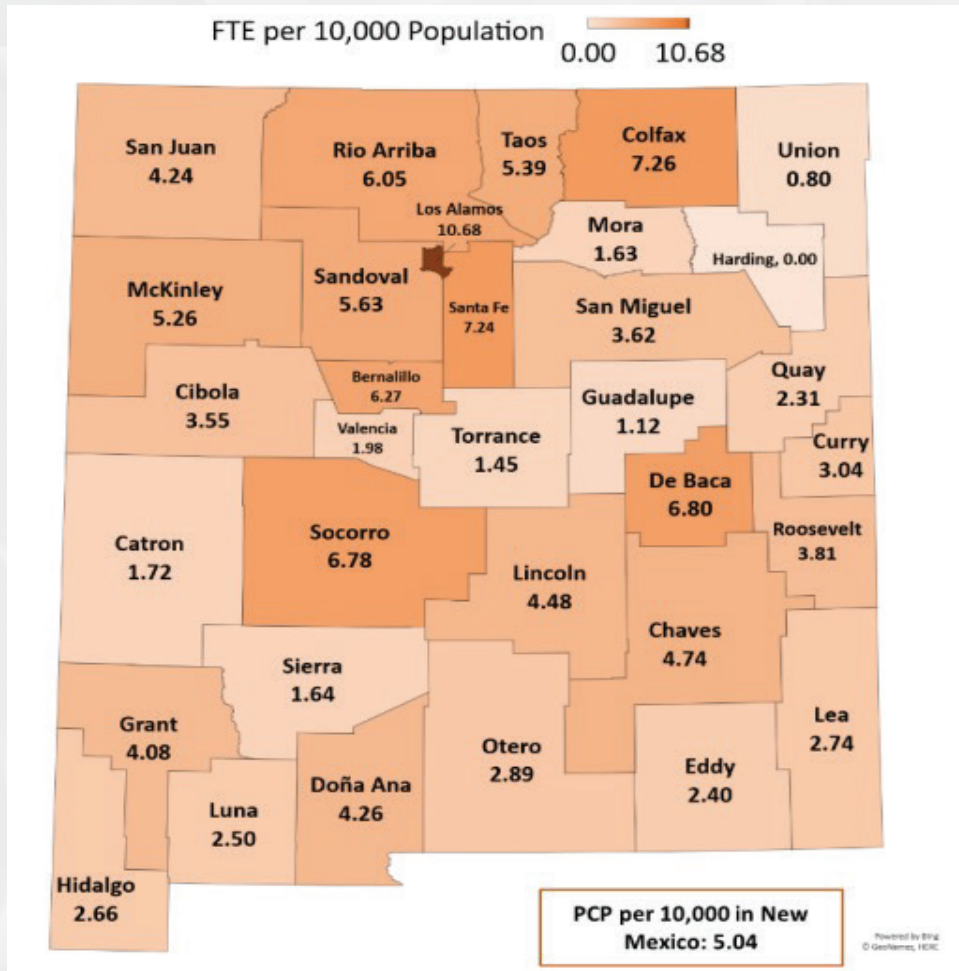 FTE per 10,000 Population
0.00 10.68
San Juan
4.24
Rio Arriba
6.05
Taos
5.39
Colfax
7.26
Union
0.80
Los Alamos
10.68
Mora
1.63
Harding, 0.00
McKinley
5.26
Sandoval
5.63
Santa Fe
7.24
San Miguel
3.62
Quay
2.31
Cibola
3.55
Bernalillo
6.27
Valencia
1.98
Torrance
1.45
Guadalupe
1.12
Curry
3.04
De Baca
6.80
Catron
1.72
Socorro
6.78
Lincoln
4.48
Roosevelt
3.81
Chaves
4.74
Sierra
1.64
Grant
4.08
Otero
2.89
Lea
2.74
Eddy
2.40
Doña Ana
4.26
Luna
2.50
Hidalgo
2.66
PCP per 10,000 in New
Mexico: 5.04
Powered by Bing
© GeoNames, HERE